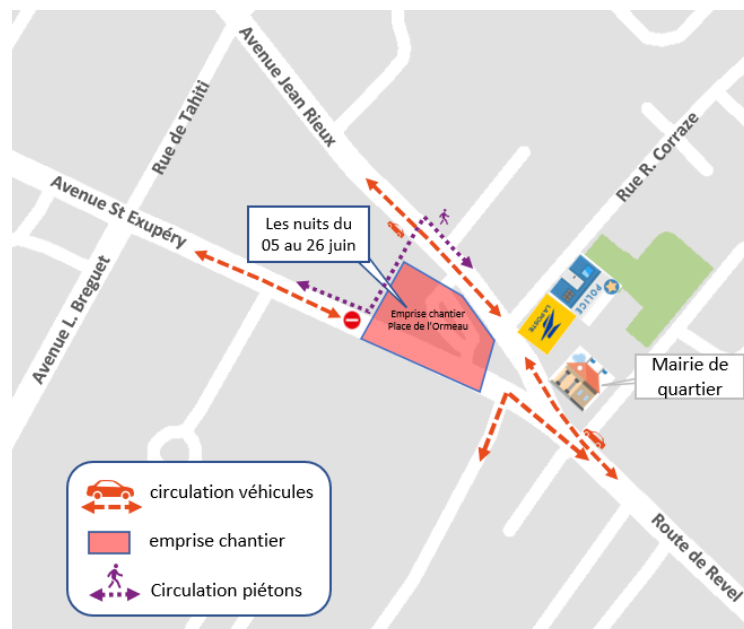 Avenue Jean Rieux
Rue de Tahiti
Rue R. Corraze
Avenue St Exupéry
Les nuits du
05 au 26 juin
POLICE
LA POSTE
Emprise chantier
Place de l'Ormeau
Avenue L. Breguet
Mairie de
quartier
circulation véhicules
emprise chantier
Circulation piétons
Route de Revel